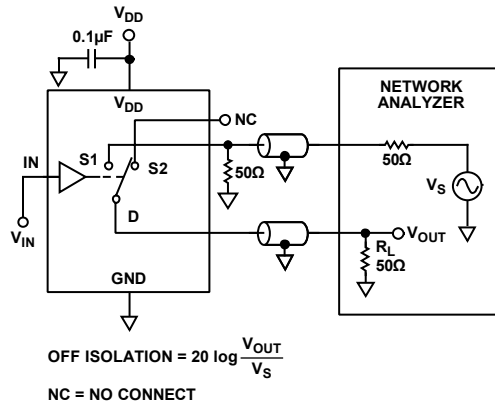 VDD
0.1µF
VDD
NC
NETWORK
ANALYZER
IN
S1
S2
50Ω
50Ω
VS
VIN
D
VOUT
RL
50Ω
GND
OFF ISOLATION = 20 log VOUT
VS
NC = NO CONNECT